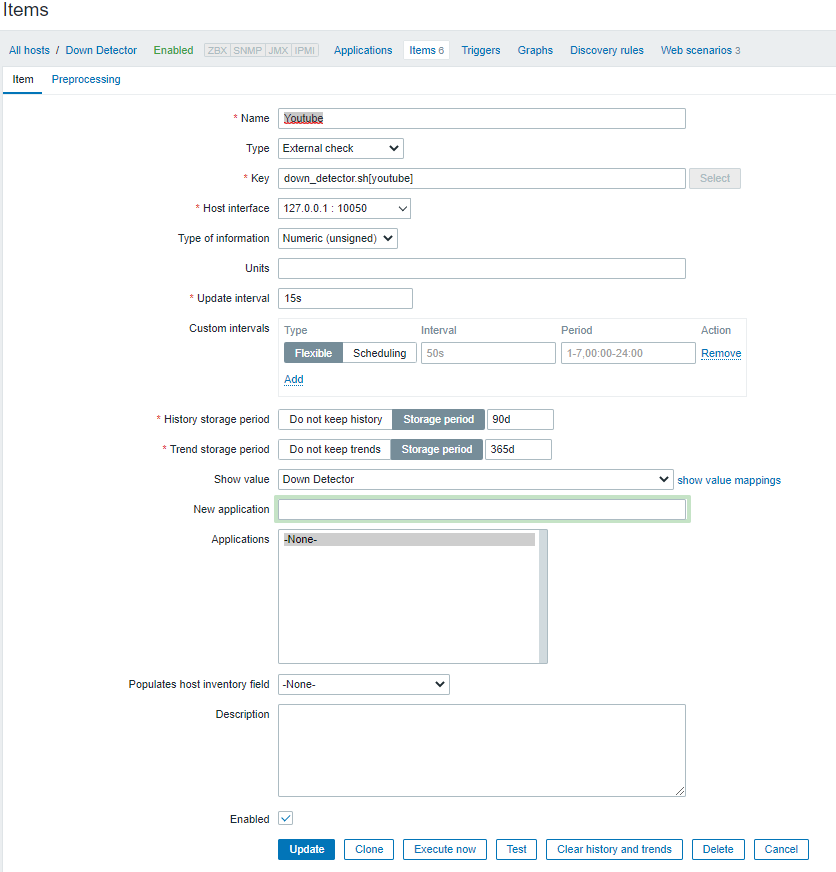 Items
All hosts / Down Detector Enabled ZBX SNMP JMX IPMI Applications Items 6 Triggers Graphs Discovery rules Web scenarios 3
Item Preprocessing
* Name Youtube
Type External check
* Key down_detector.sh[youtube] Select
* Host interface 127.0.0.1 : 10050
Type of information Numeric (unsigned)
Units
* Update interval 15s
Custom intervals Type Interval Period Action
Flexible Scheduling 50s 1-7,00:00-24:00 Remove
Add
* History storage period Do not keep history Storage period 90d
* Trend storage period Do not keep trends Storage period 365d
Show value Down Detector show value mappings
New application
Applications -None-
Populates host inventory field -None-
Description
Enabled
Update Clone Execute now Test Clear history and trends Delete Cancel